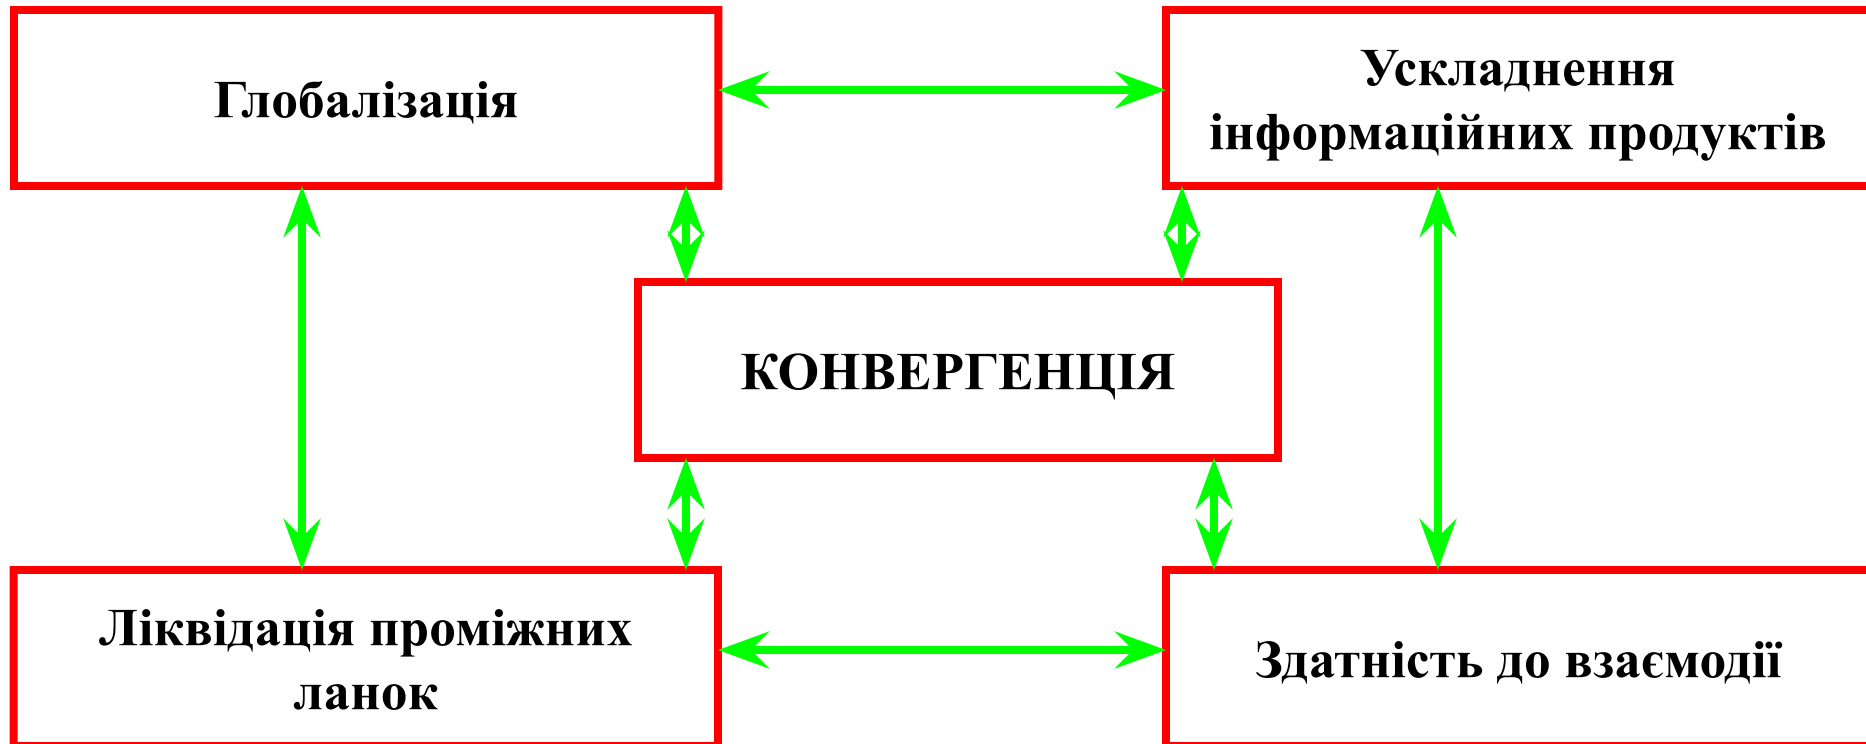 Глобалізація
Ускладнення
інформаційних продуктів
КОНВЕРГЕНЦІЯ
Ліквідація проміжних
ланок
Здатність до взаємодії